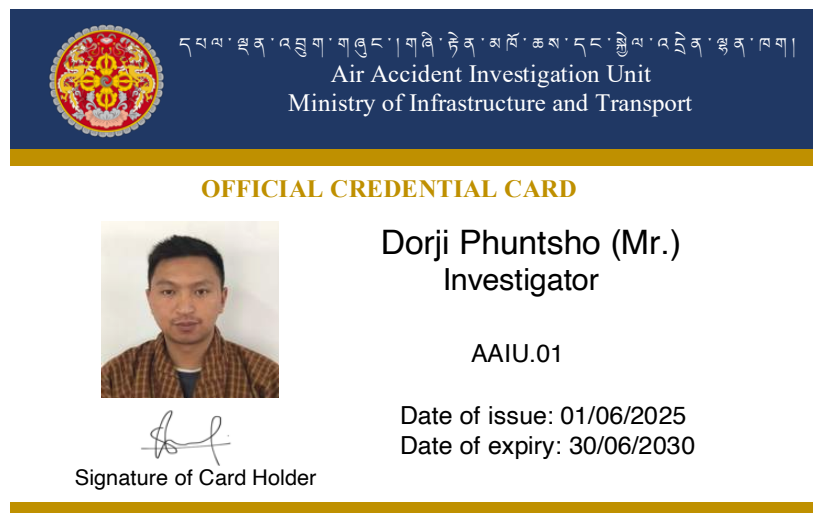 དཔལ་ལྡན་འབྲུག་གཞུང་།གཞི་རྟེན་མཁོ་ཆས་དང་སྐྱེལ་འདྲེན་ལྷན་ཁག།
Air Accident Investigation Unit
Ministry of Infrastructure and Transport
OFFICIAL CREDENTIAL CARD
Dorji Phuntsho (Mr.)
Investigator
AAIU.01
Date of issue: 01/06/2025
Date of expiry: 30/06/2030
Signature of Card Holder